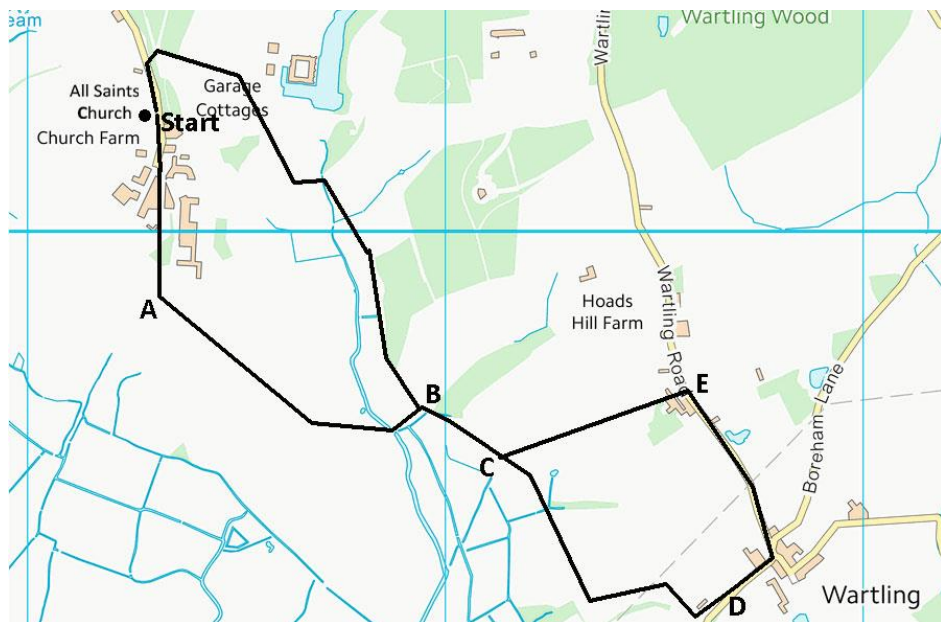 eam
Wartling Wood
Wartlin
All Saints
Church
Church Farm
Start
Garage
Cottages
A
Hoads
Hill Farm
Wartling Road
B
E
C
Boreham Lane
D
Wartling